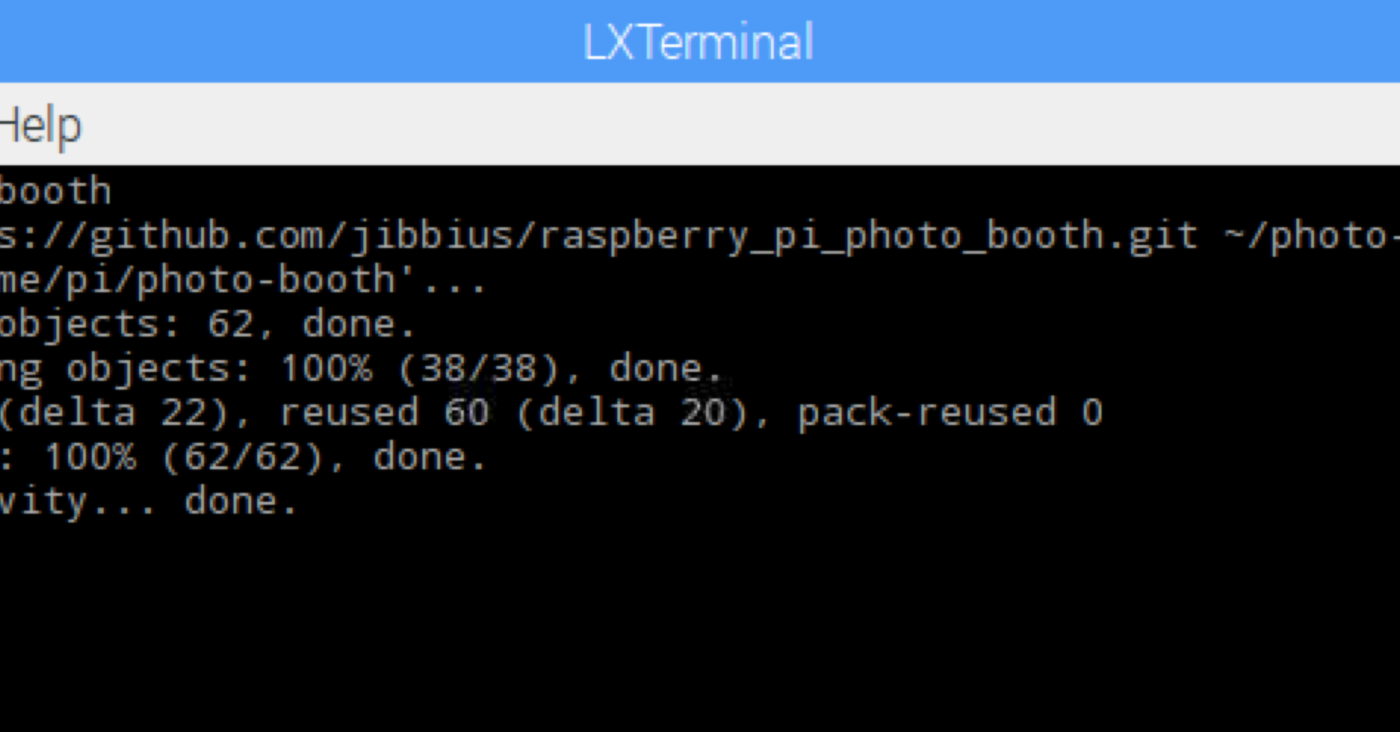 LXTerminal
Help
booth
s://github.com/jibbius/raspberry_pi_photo_booth.git ~/photo-
me/pi/photo-booth'...
objects: 62, done.
ng objects: 100% (38/38), done.
(delta 22), reused 60 (delta 20), pack-reused 0
: 100% (62/62), done.
vity... done.